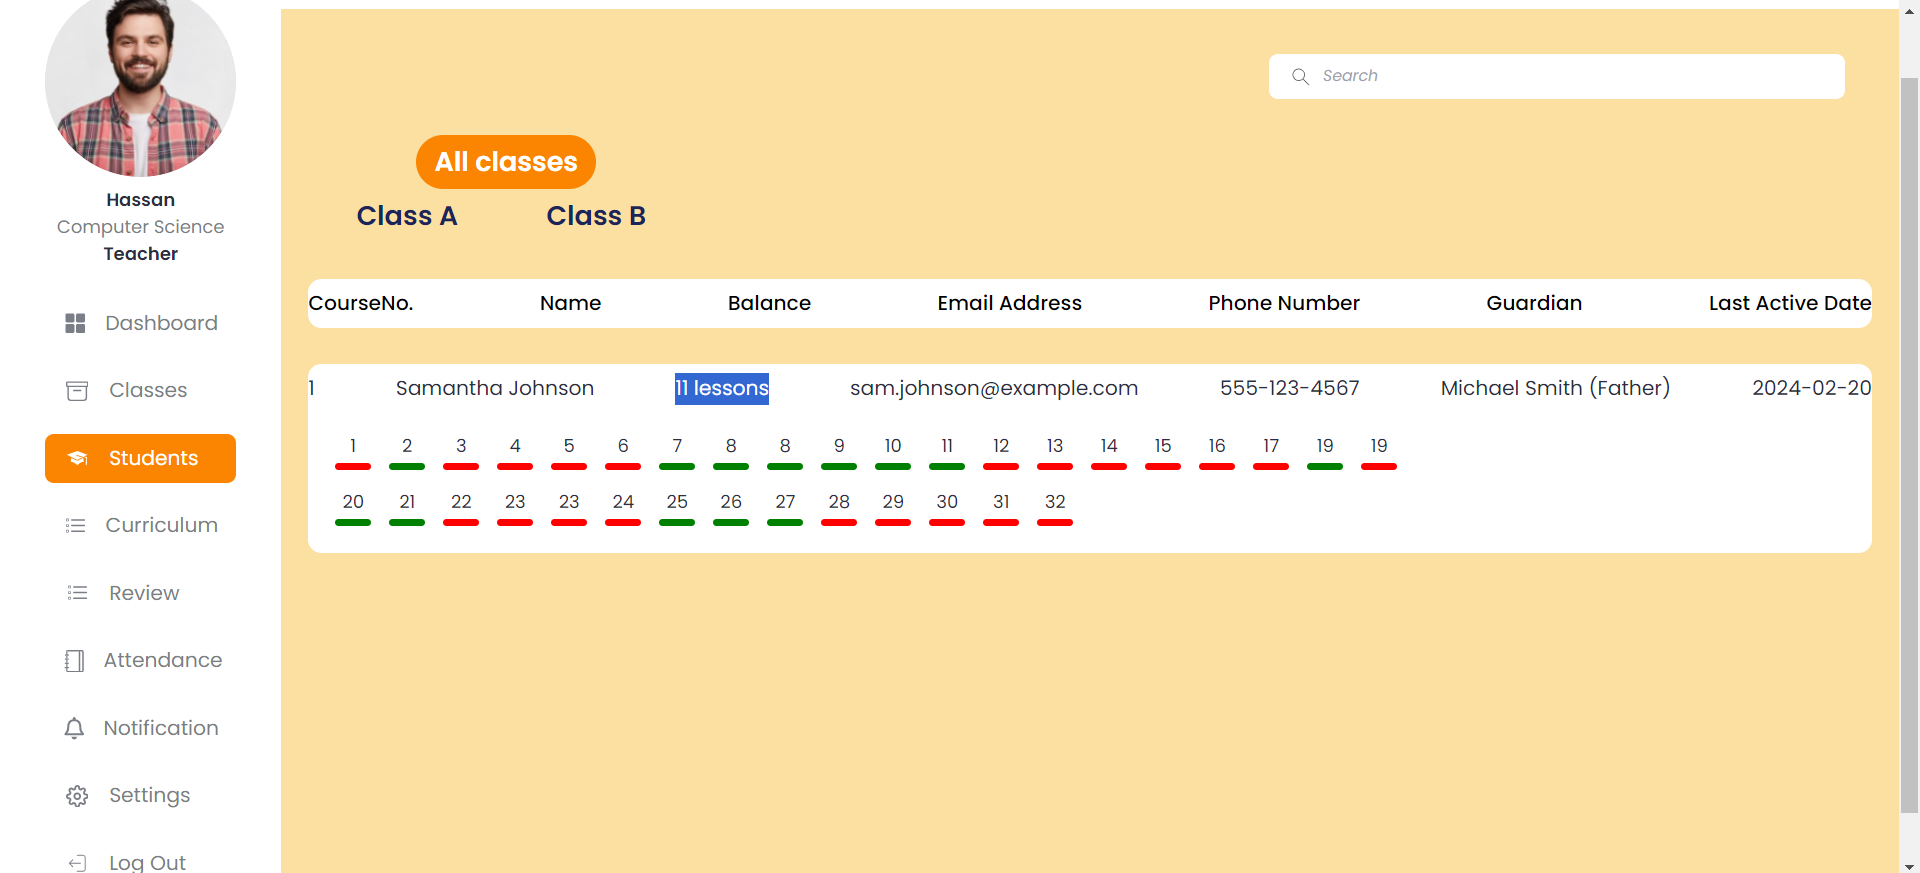 Hassan
Computer Science
Teacher
Dashboard
Classes
Students
Curriculum
Review
Attendance
Notification
Settings
Log Out
Search
All classes
Class A Class B
CourseNo. Name Balance Email Address Phone Number Guardian Last Active Date
1 Samantha Johnson 11 lessons sam.johnson@example.com 555-123-4567 Michael Smith (Father) 2024-02-20
1 2 3 4 5 6 7 8 8 9 10 11 12 13 14 15 16 17 19 19
20 21 22 23 23 24 25 26 27 28 29 30 31 32